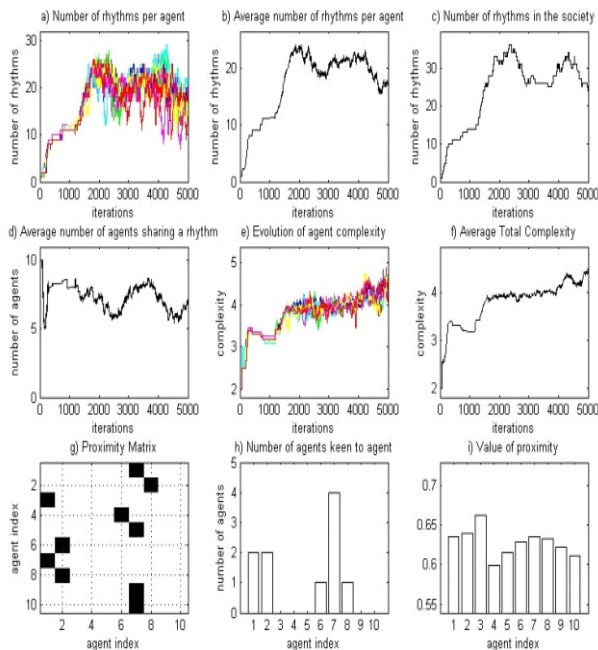 a) Number of rhythms per agent
b) Average number of rhythms per agent
c) Number of rhythms in the society
number of rhythms
30
20
10
0
0 1000 2000 3000 4000 5000
iterations
number of rhythms
20
10
0
0 1000 2000 3000 4000 5000
iterations
number of rhythms
30
20
10
0
0 1000 2000 3000 4000 5000
iterations
d) Average number of agents sharing a rhythm
e) Evolution of agent complexity
f) Average Total Complexity
number of agents
10
5
0
0 1000 2000 3000 4000 5000
iterations
complexity
5
4
3
2
0 1000 2000 3000 4000 5000
iterations
complexity
4
3
2
0 1000 2000 3000 4000 5000
iterations
g) Proximity Matrix
h) Number of agents keen to agent
i) Value of proximity
agent index
2
4
6
8
10
2 4 6 8 10
agent index
number of agents
5
4
3
2
1
0
1 2 3 4 5 6 7 8 9 10
agent index
0.7
0.65
0.6
0.55
1 2 3 4 5 6 7 8 9 10
agent index